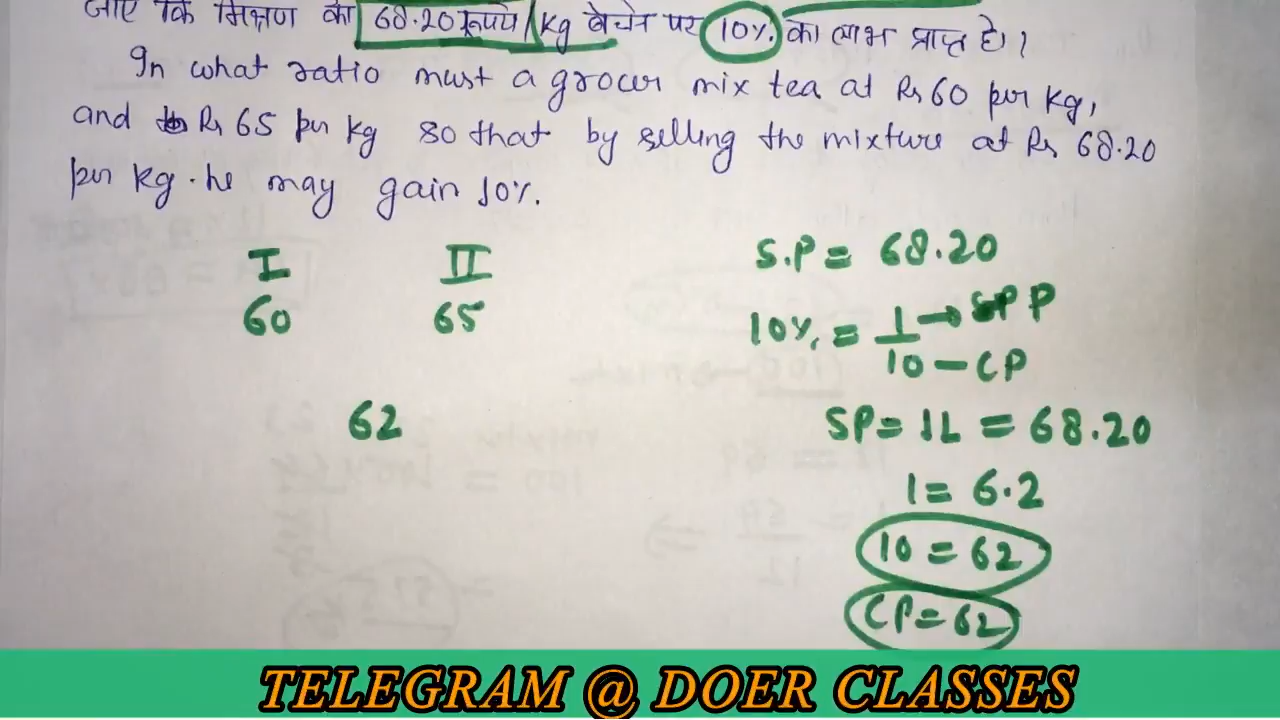 जाए कि मिश्रण को 68.20 रूपये/kg बेचने पर 10% का लाभ प्राप्त हो।
In what ratio must a grocer mix tea at Rs 60 per kg,
and Rs 65 per kg so that by selling the mixture at Rs 68.20
per kg. he may gain 10%.
I II
60 65
62
S.P = 68.20
10% = 1/10 → P
- CP
SP = 11 = 68.20
1 = 6.2
10 = 62
CP = 62
TELEGRAM @ DOER CLASSES